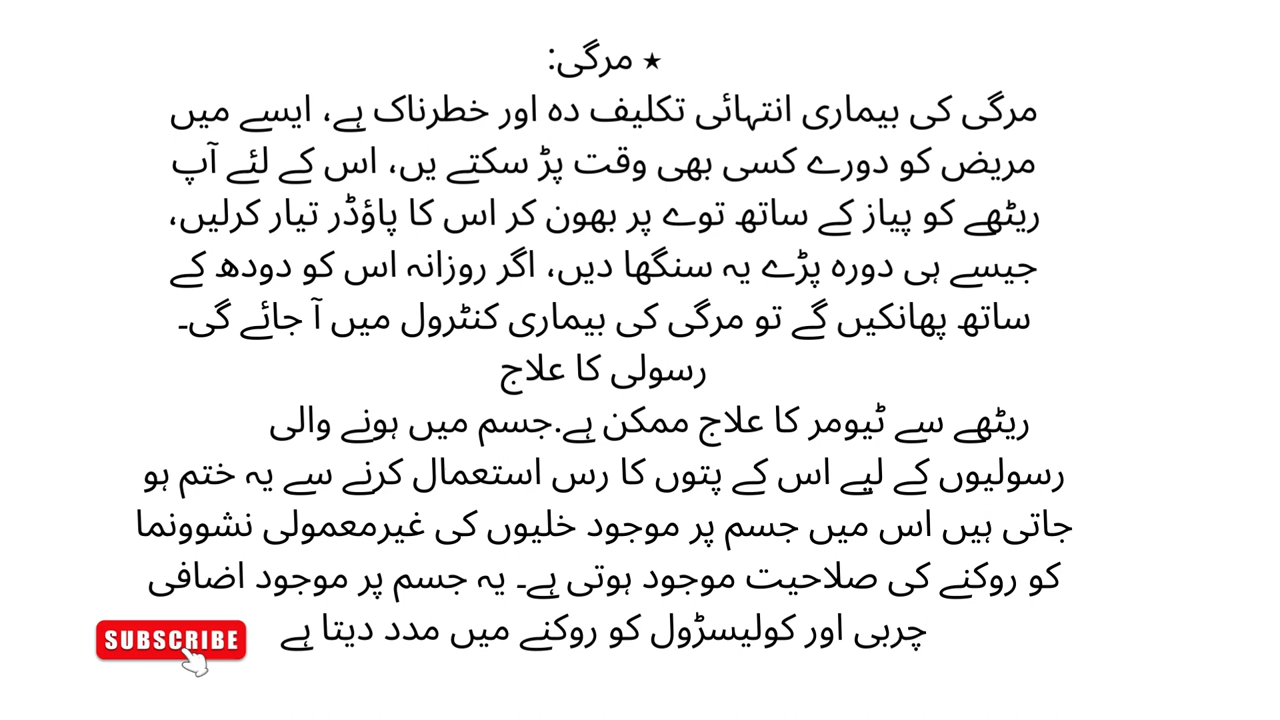 ٭ مرگی:
مرگی کی بیماری انتہائی تکلیف دہ اور خطرناک ہے، ایسے میں
مریض کو دورے کسی بھی وقت پڑ سکتے یں، اس کے لئے آپ
ریٹھے کو پیاز کے ساتھ توے پر بھون کر اس کا پاؤڈر تیار کرلیں،
جیسے ہی دورہ پڑے یہ سنگھا دیں، اگر روزانہ اس کو دودھ کے
ساتھ پھانکیں گے تو مرگی کی بیماری کنٹرول میں آ جائے گی۔
رسولی کا علاج
ریٹھے سے ٹیومر کا علاج ممکن ہے.جسم میں ہونے والی
رسولیوں کے لیے اس کے پتوں کا رس استعمال کرنے سے یہ ختم ہو
جاتی ہیں اس میں جسم پر موجود خلیوں کی غیرمعمولی نشوونما
کو روکنے کی صلاحیت موجود ہوتی ہے۔ یہ جسم پر موجود اضافی
چربی اور کولیسڑول کو روکنے میں مدد دیتا ہے
SUBSCRIBE